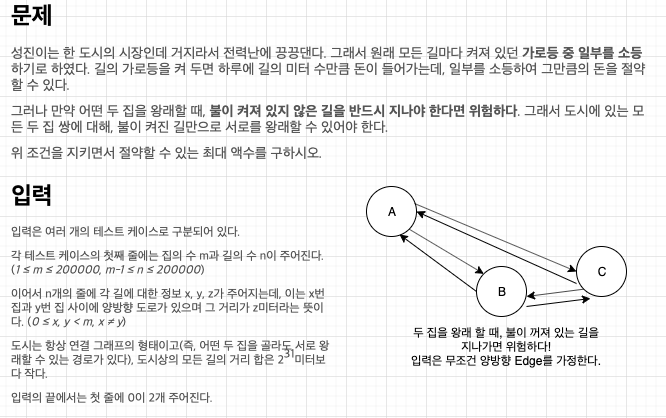 문제
성진이는 한 도시의 시장인데 거지라서 전력난에 끙끙댄다. 그래서 원래 모든 길마다 켜져 있던 가로등 중 일부를 소등
하기로 하였다. 길의 가로등을 켜 두면 하루에 길의 미터 수만큼 돈이 들어가는데, 일부를 소등하여 그만큼의 돈을 절약
할 수 있다.
그러나 만약 어떤 두 집을 왕래할 때, 불이 켜져 있지 않은 길을 반드시 지나야 한다면 위험하다. 그래서 도시에 있는 모
든 두 집 쌍에 대해, 불이 켜진 길만으로 서로를 왕래할 수 있어야 한다.
위 조건을 지키면서 절약할 수 있는 최대 액수를 구하시오.
입력
입력은 여러 개의 테스트 케이스로 구분되어 있다.
각 테스트 케이스의 첫째 줄에는 집의 수 m과 길의 수 n이 주어진다.
(1 ≤ m ≤ 200000, m-1 ≤ n ≤ 200000)
이어서 n개의 줄에 각 길에 대한 정보 x, y, z가 주어지는데, 이는 x번
집과 y번 집 사이에 양방향 도로가 있으며 그 거리가 z미터라는 뜻이
다. (0 ≤ x, y < m, x ≠ y)
도시는 항상 연결 그래프의 형태이고(즉, 어떤 두 집을 골라도 서로 왕
래할 수 있는 경로가 있다), 도시상의 모든 길의 거리 합은 2^31미터보
다 작다.
입력의 끝에서는 첫 줄에 0이 2개 주어진다.
A
C
B
두 집을 왕래 할 때, 불이 꺼져 있는 길을
지나가면 위험하다!
입력은 무조건 양방향 Edge를 가정한다.